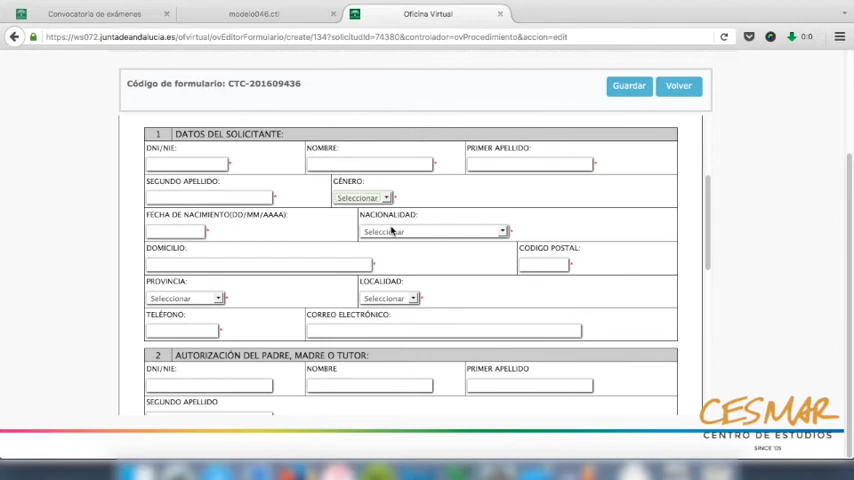 Convocatoria de exámenes.
modelo046.ctl
Oficina Virtual
https://ws072.juntadeandalucia.es/ofvirtual/ovEditorFormulario/create/134?solicitudId=74380&controlador=ovProcedimiento&accion=edit
0:0
Código de formulario: CTC-201609436
Guardar
Volver
1 DATOS DEL SOLICITANTE:
DNI/NIE: NOMBRE: PRIMER APELLIDO:
* * *
SEGUNDO APELLIDO: GÉNERO:
* Seleccionar *
FECHA DE NACIMIENTO(DD/MM/AAAA): NACIONALIDAD:
* Seleccionar *
DOMICILIO: CODIGO POSTAL:
* *
PROVINCIA: LOCALIDAD:
Seleccionar * Seleccionar *
TELÉFONO: CORREO ELECTRÓNICO:
*
2 AUTORIZACIÓN DEL PADRE, MADRE O TUTOR:
DNI/NIE: NOMBRE PRIMER APELLIDO
SEGUNDO APELLIDO
CESMAR
CENTRO DE ESTUDIOS
SINCE '05